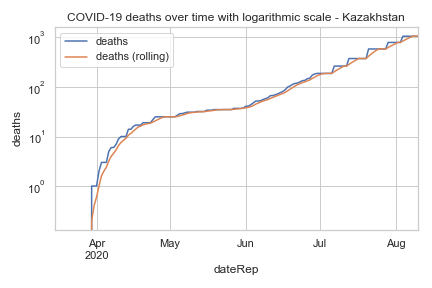 COVID-19 deaths over time with logarithmic scale - Kazakhstan
deaths
deaths (rolling)
10³
10²
10¹
10⁰
deaths
Apr
2020
May
Jun
Jul
Aug
dateRep